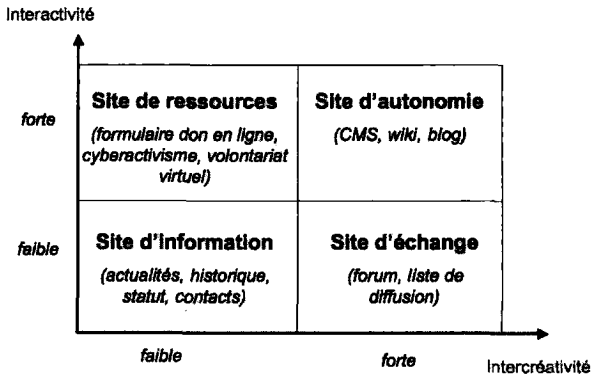 Interactivité
forte
Site de ressources
(formulaire don en ligne,
cyberactivisme, volontariat
virtuel)
Site d'autonomie
(CMS, wiki, blog)
faible
Site d'information
(actualités, historique,
statut, contacts)
Site d'échange
(forum, liste de
diffusion)
faible
forte
Intercréativité